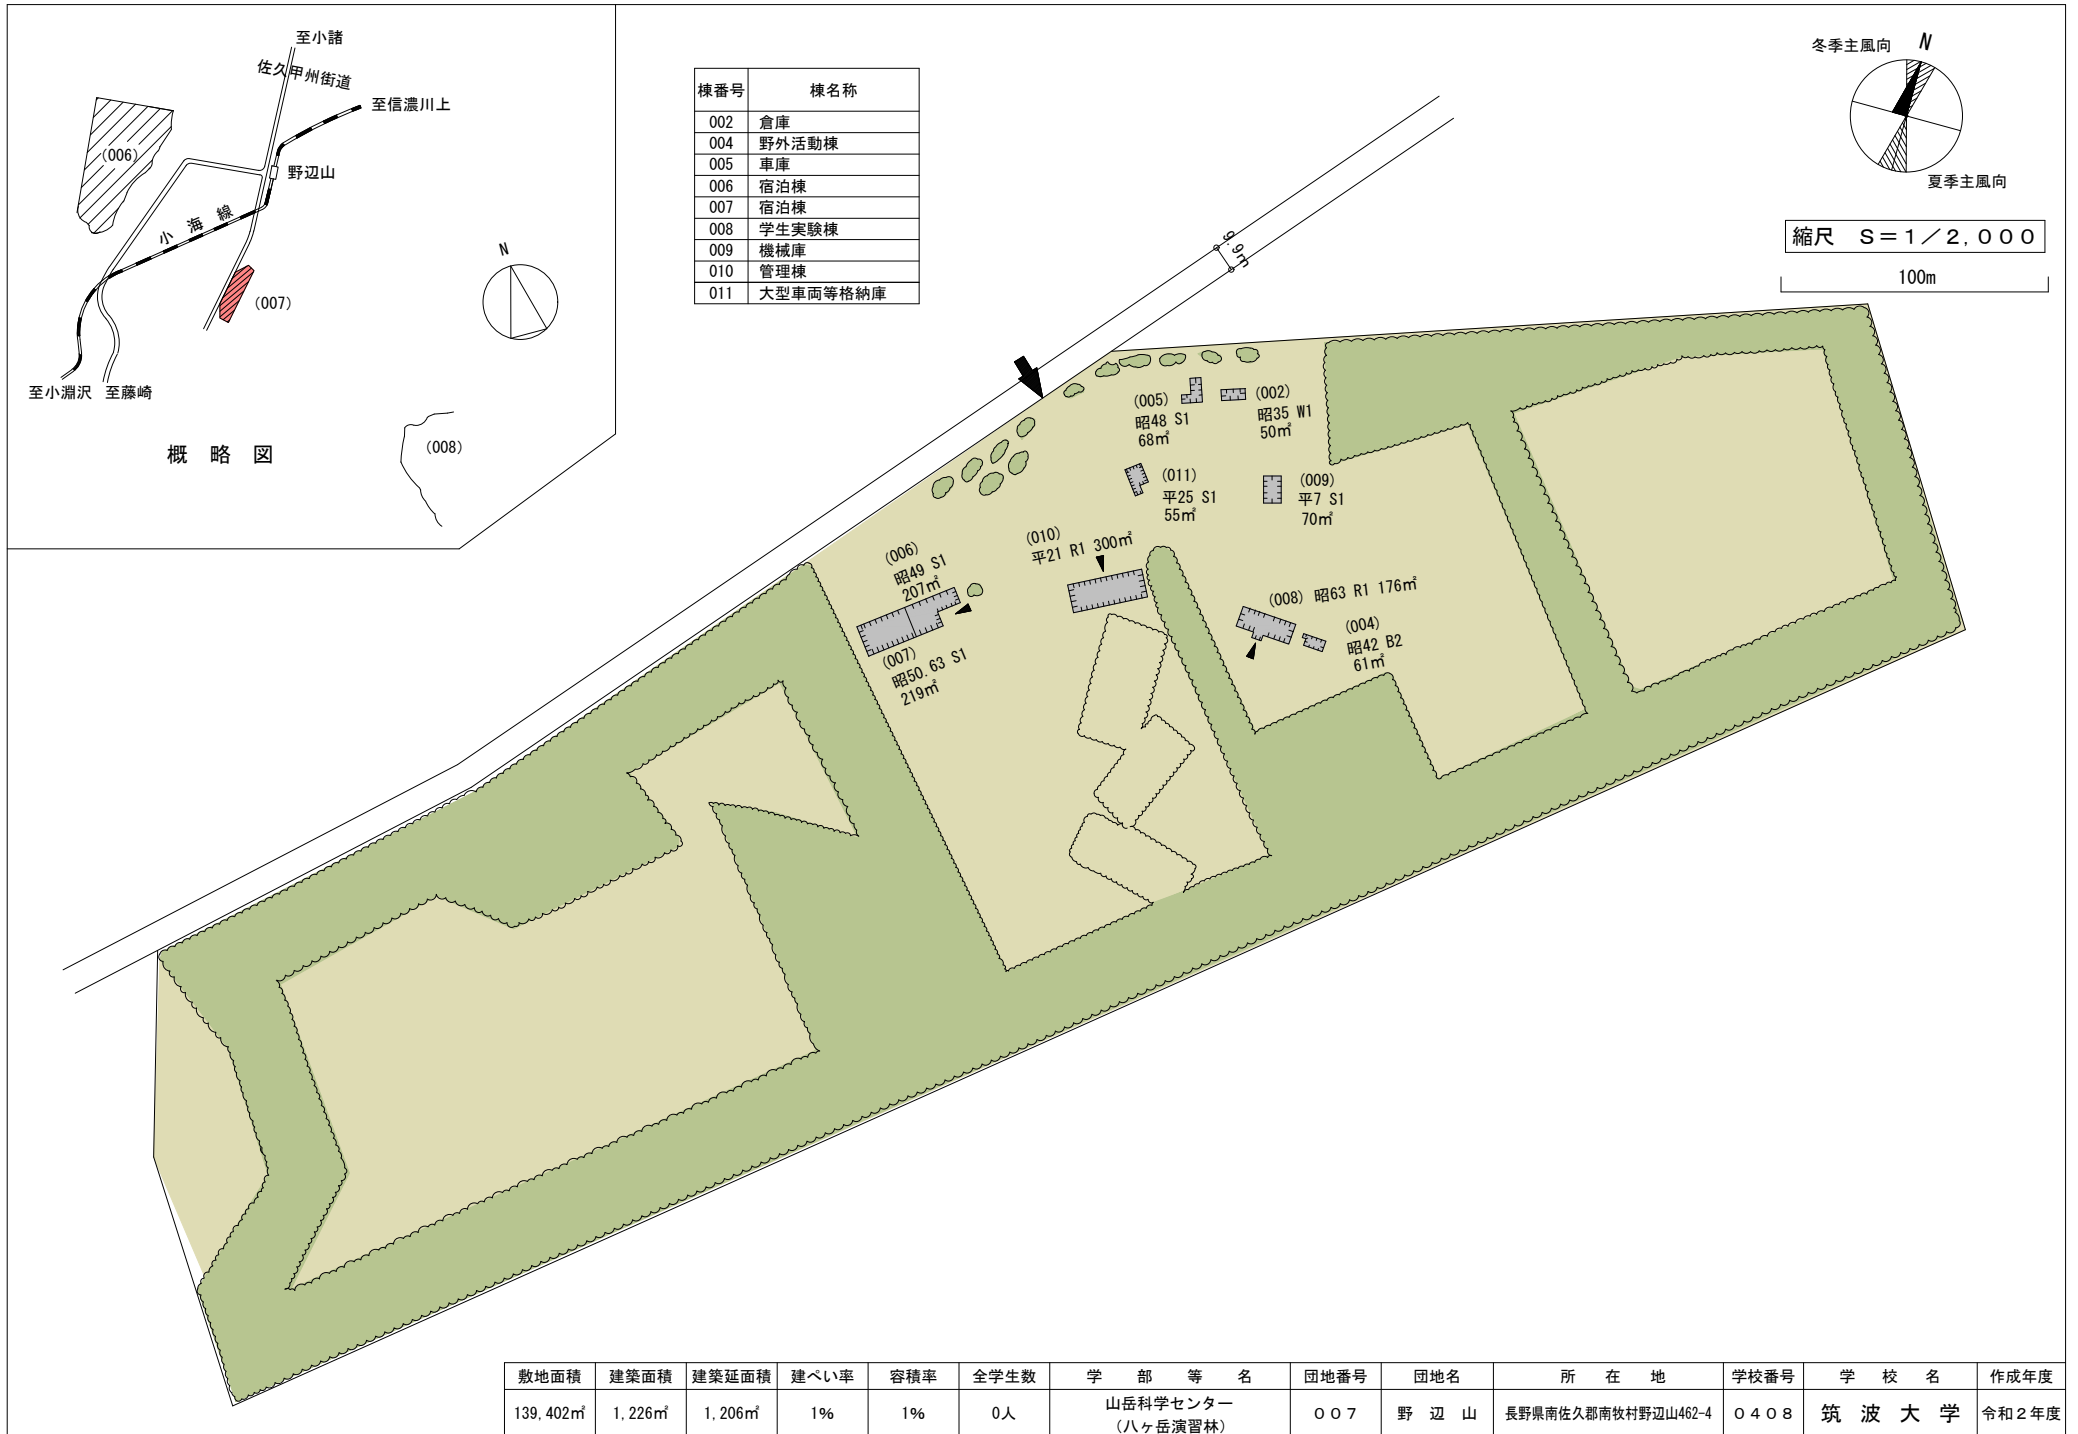 至小諸
佐久甲州街道
至信濃川上
(006)
野辺山
小海線
(007)
N
至小淵沢 至藤崎
概略図
(008)
棟番号 棟名称
002 倉庫
004 野外活動棟
005 車庫
006 宿泊棟
007 宿泊棟
008 学生実験棟
009 機械庫
010 管理棟
011 大型車両等格納庫
冬季主風向 N
夏季主風向
縮尺 S=1/2,000
100m
9.9m
(005)
昭48 S1
68㎡
(002)
昭35 W1
50㎡
(011)
平25 S1
55㎡
(009)
平7 S1
70㎡
(010)
平21 R1 300㎡
(006)
昭49 S1
207㎡
(007)
昭50.63 S1
219㎡
(008) 昭63 R1 176㎡
(004)
昭42 B2
61㎡
敷地面積 建築面積 建築延面積 建ぺい率 容積率 全学生数 学部等名 団地番号 団地名 所在地 学校番号 学校名 作成年度
139,402㎡ 1,226㎡ 1,206㎡ 1% 1% 0人 山岳科学センター (八ヶ岳演習林) 007 野辺山 長野県南佐久郡南牧村野辺山462-4 0408 筑波大学 令和2年度